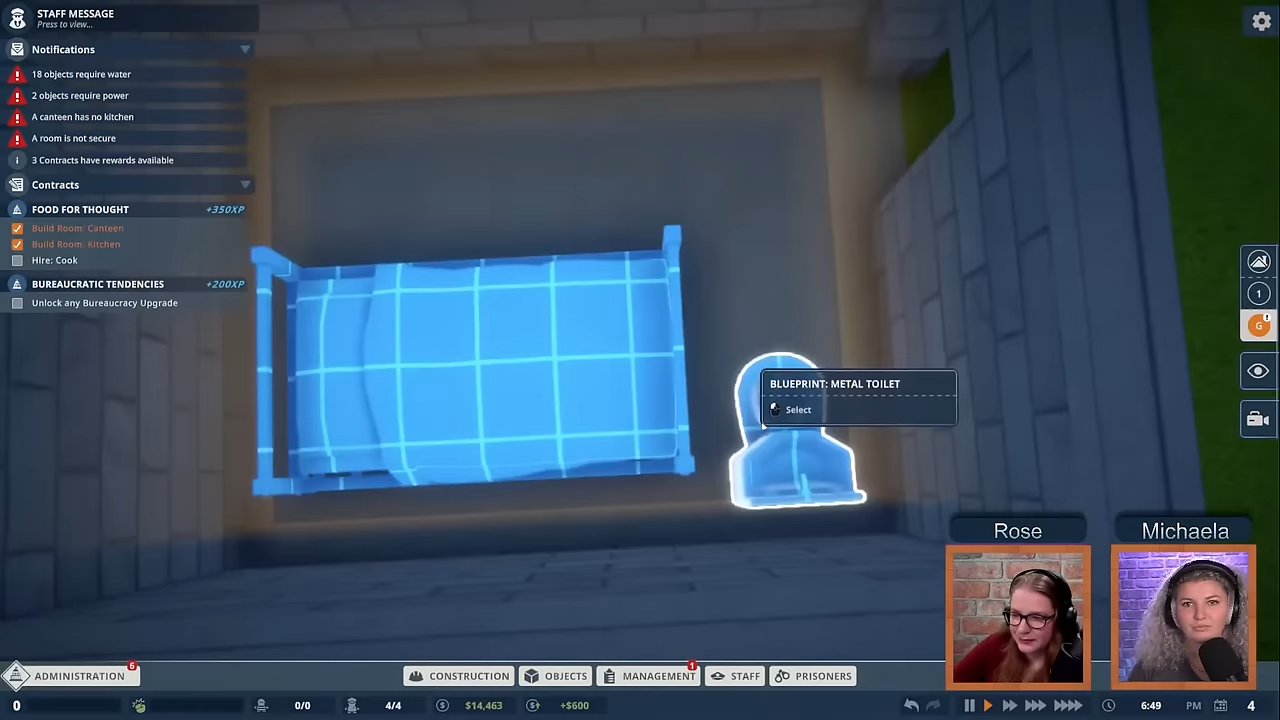 STAFF MESSAGE
Press to view...
Notifications
18 objects require water
2 objects require power
A canteen has no kitchen
A room is not secure
3 Contracts have rewards available
Contracts
FOOD FOR THOUGHT +350XP
Build Room: Canteen
Build Room: Kitchen
Hire: Cook
BUREAUCRATIC TENDENCIES +200XP
Unlock any Bureaucracy Upgrade
BLUEPRINT: METAL TOILET
Select
1
G
Rose
Michaela
ADMINISTRATION 6
CONSTRUCTION
OBJECTS
MANAGEMENT 1
STAFF
PRISONERS
0
0/0
4/4
$14,463
+$600
6:49 PM
4